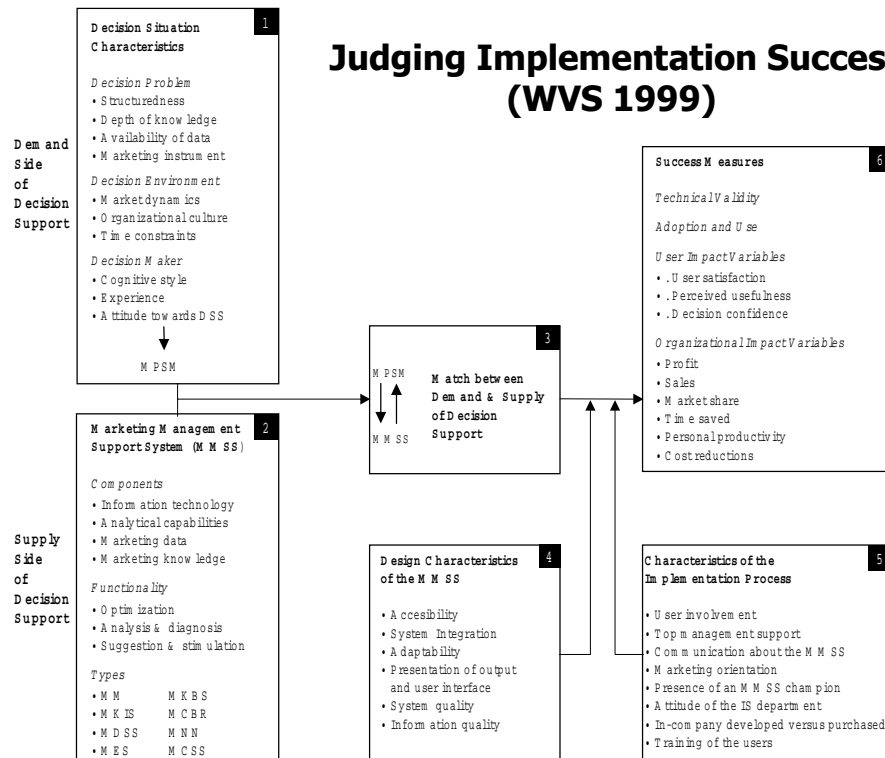 Judging Implementation Succes
(WVS 1999)
Demand
Side
of
Decision
Support
1
Decision Situation
Characteristics
Decision Problem
• Structuredness
• Depth of knowledge
• Availability of data
• Marketing instrument
Decision Environment
• Market dynamics
• Organizational culture
• Time constraints
Decision Maker
• Cognitive style
• Experience
• Attitude towards DSS
MPSM
Supply
Side
of
Decision
Support
2
Marketing Management
Support System (MMSS)
Components
• Information technology
• Analytical capabilities
• Marketing data
• Marketing knowledge
Functionality
• Optimization
• Analysis & diagnosis
• Suggestion & stimulation
Types
• MM MKBS
• MKIS MCBR
• MDSS MNN
• MES MCSS
3
MPSM
MMSS
Match between
Demand & Supply
of Decision
Support
4
Design Characteristics
of the MMSS
• Accesibility
• System Integration
• Adaptability
• Presentation of output
and user interface
• System quality
• Information quality
6
Success Measures
Technical Validity
Adoption and Use
User Impact Variables
• .User satisfaction
• .Perceived usefulness
• .Decision confidence
Organizational Impact Variables
• Profit
• Sales
• Market share
• Time saved
• Personal productivity
• Cost reductions
5
Characteristics of the
Implementation Process
• User involvement
• Top management support
• Communication about the MMSS
• Marketing orientation
• Presence of an MMSS champion
• Attitude of the IS department
• In-company developed versus purchased
• Training of the users